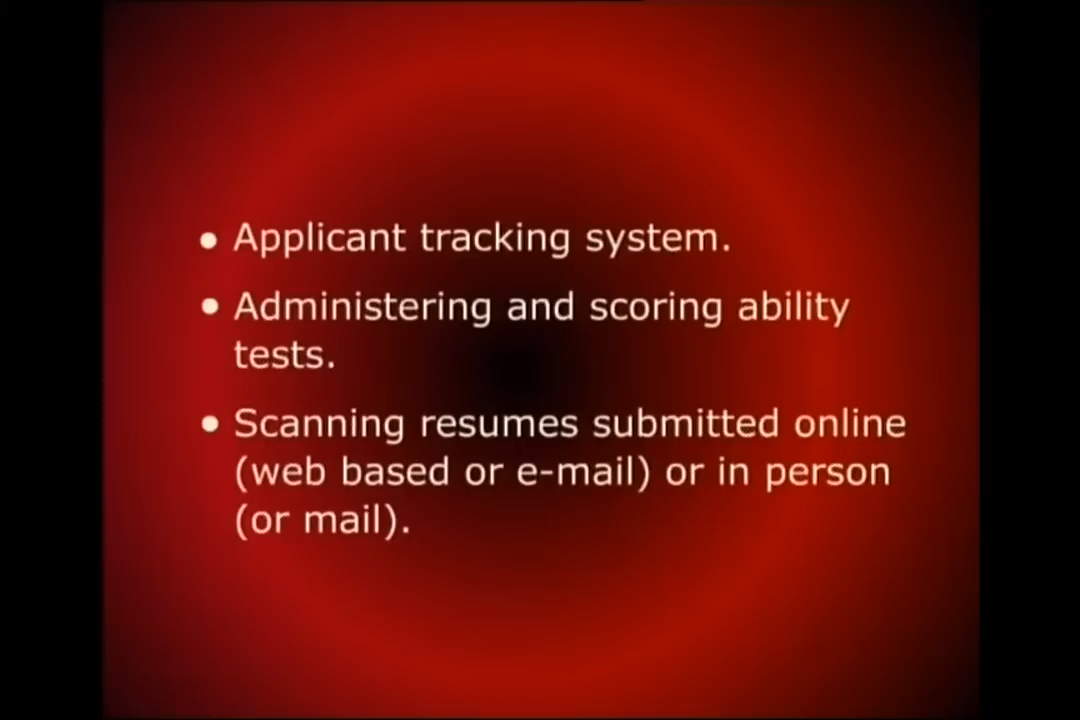 • Applicant tracking system.
• Administering and scoring ability
tests.
• Scanning resumes submitted online
(web based or e-mail) or in person
(or mail).